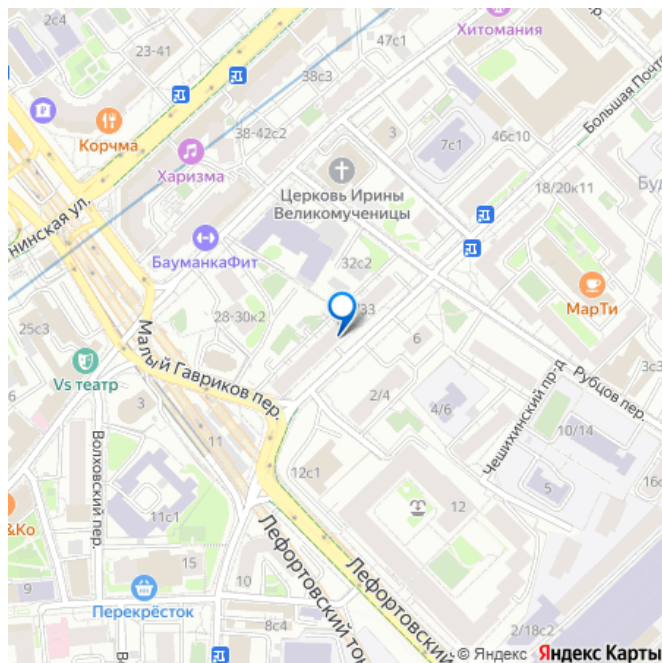 2с4
23-41
47с1
Хитомания
38с3
Корчма
Харизма
38-42с2
3
7с1
46с10
Большая Почто
Церковь Ирины
Великомученицы
18/20к11
Буд
нинская ул.
БауманкаФит
32с2
/33
МарТи
25с3
28-30к2
6
Малый Гавриков пер.
Vs театр
2/4
4/6
Рубцов пер.
Чешихинский пр-д
10/14
3
11
Волховский пер.
12с1
5
16с
11с1
12
&Ко
Лефортовский тон
Лефортовский
15
10
9
Перекрёсток
8с4
2/18с2
© Яндекс
Яндекс Карты